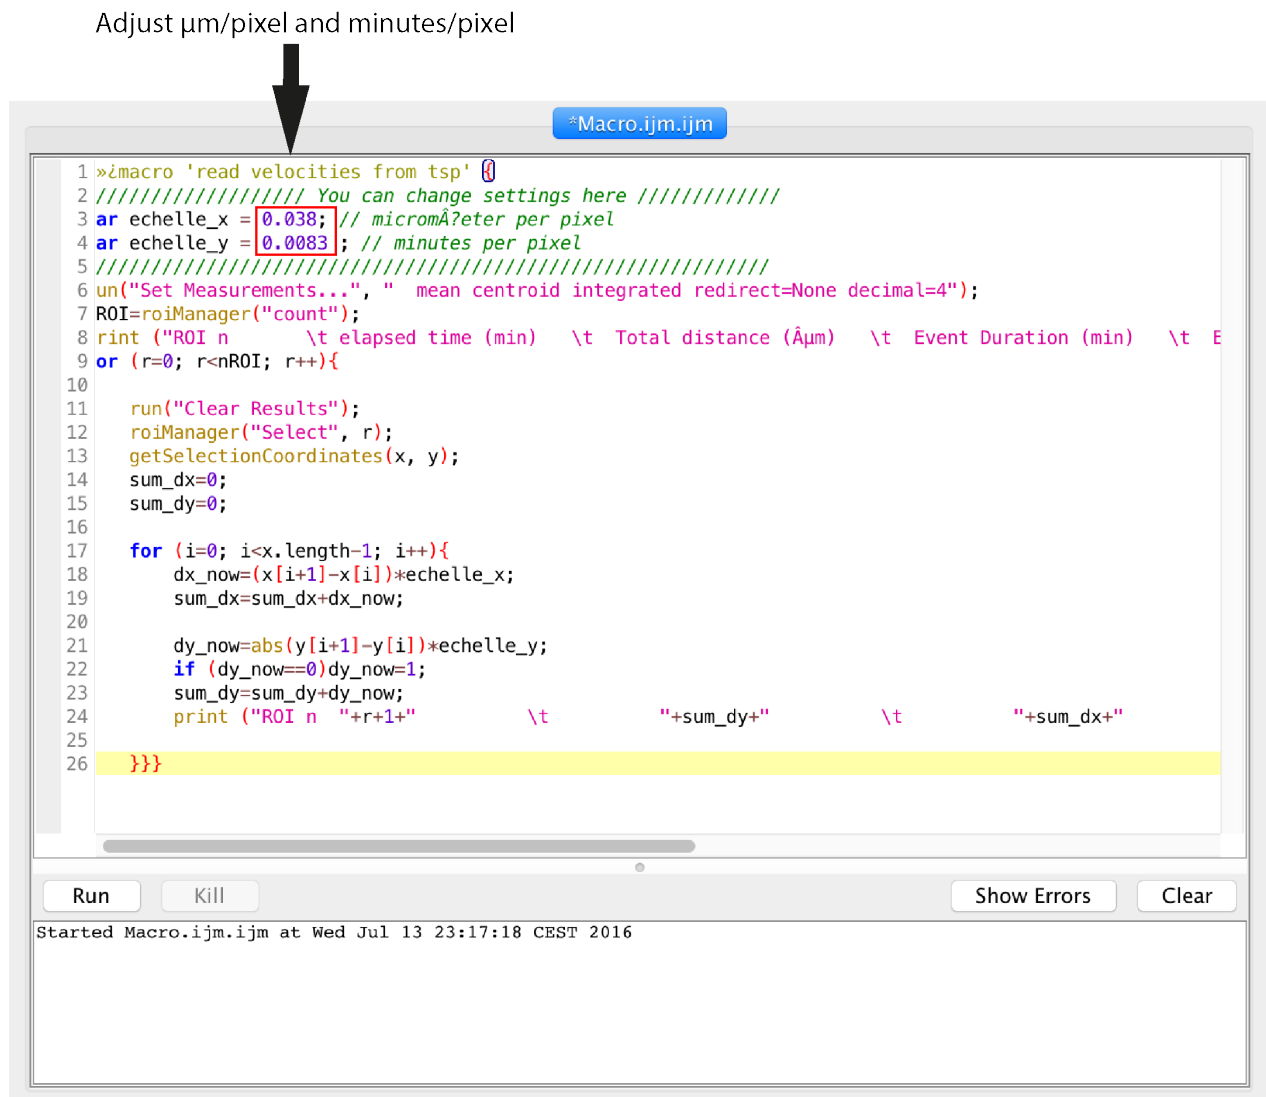 Adjust µm/pixel and minutes/pixel
*Macro.ijm.ijm
1 »¿macro 'read velocities from tsp' {
2 /////////////////// You can change settings here /////////////
3 ar echelle_x = 0.038; // micromÂ?eter per pixel
4 ar echelle_y = 0.0083 ; // minutes per pixel
5 /////////////////////////////////////////////////////////////
6 un("Set Measurements...", "  mean centroid integrated redirect=None decimal=4");
7 ROI=roiManager("count");
8 rint ("ROI n       \t elapsed time (min)   \t  Total distance (Âµm)   \t  Event Duration (min)   \t  E
9 or (r=0; r<nROI; r++){
10
11    run("Clear Results");
12    roiManager("Select", r);
13    getSelectionCoordinates(x, y);
14    sum_dx=0;
15    sum_dy=0;
16
17    for (i=0; i<x.length-1; i++){
18        dx_now=(x[i+1]-x[i])*echelle_x;
19        sum_dx=sum_dx+dx_now;
20
21        dy_now=abs(y[i+1]-y[i])*echelle_y;
22        if (dy_now==0)dy_now=1;
23        sum_dy=sum_dy+dy_now;
24        print ("ROI n  "+r+1+"          \t          "+sum_dy+"          \t          "+sum_dx+"
25
26    }}}
Run Kill Show Errors Clear
Started Macro.ijm.ijm at Wed Jul 13 23:17:18 CEST 2016